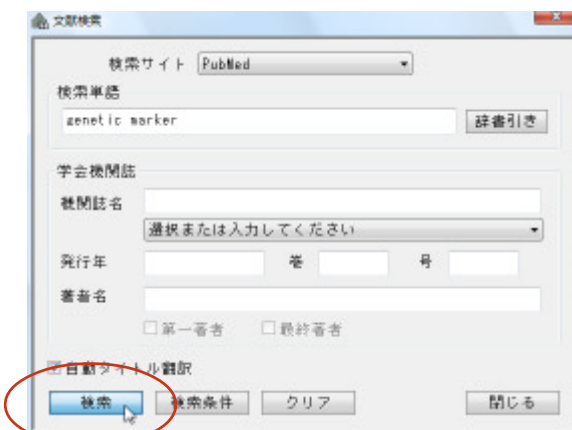 文献検索
検索サイト PubMed
検索単語
genetic marker 辞書引き
学会機関誌
機関誌名
選択または入力してください
発行年 巻 号
著者名
第一著者 最終著者
自動タイトル翻訳
検索 検索条件 クリア 閉じる